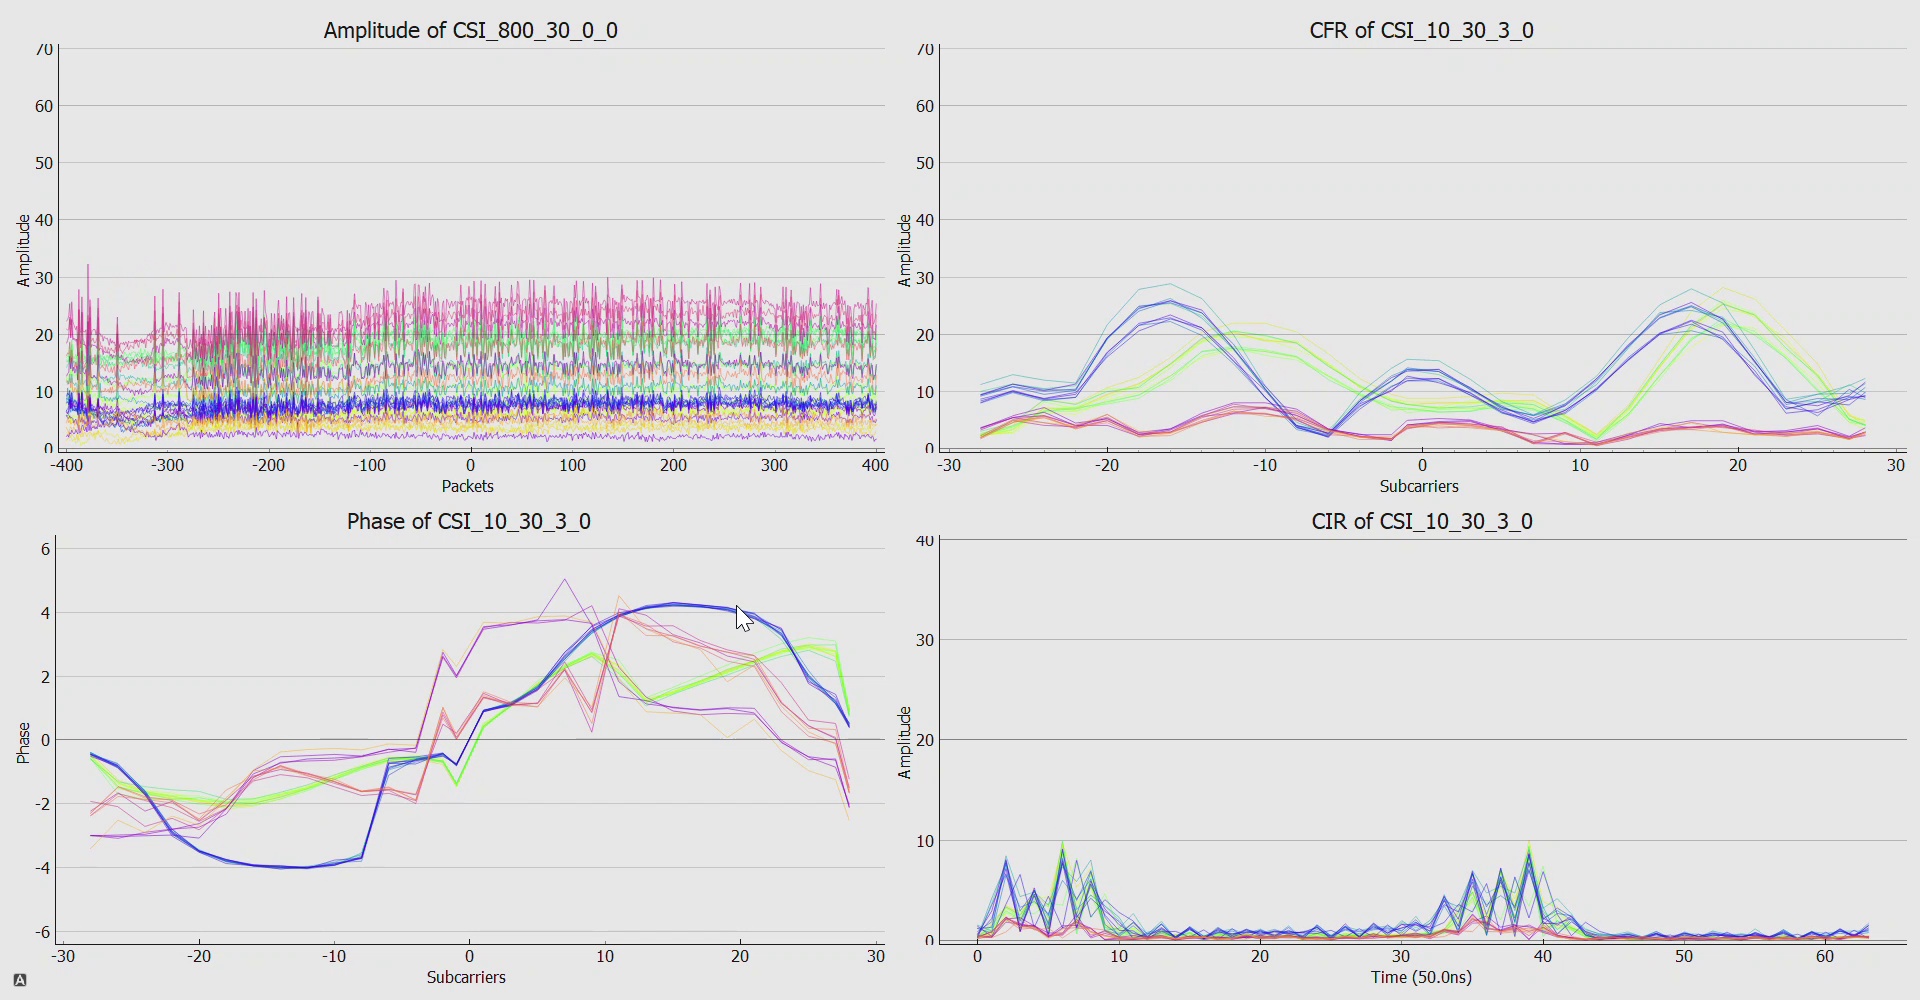 Amplitude of CSI_800_30_0_0
70
60
50
40
30
20
10
0
Amplitude
-400 -300 -200 -100 0 100 200 300 400
Packets
CFR of CSI_10_30_3_0
70
60
50
40
30
20
10
0
Amplitude
-30 -20 -10 0 10 20 30
Subcarriers
Phase of CSI_10_30_3_0
6
4
2
0
-2
-4
-6
Phase
-30 -20 -10 0 10 20 30
Subcarriers
CIR of CSI_10_30_3_0
40
30
20
10
0
Amplitude
0 10 20 30 40 50 60
Time (50.0ns)
A